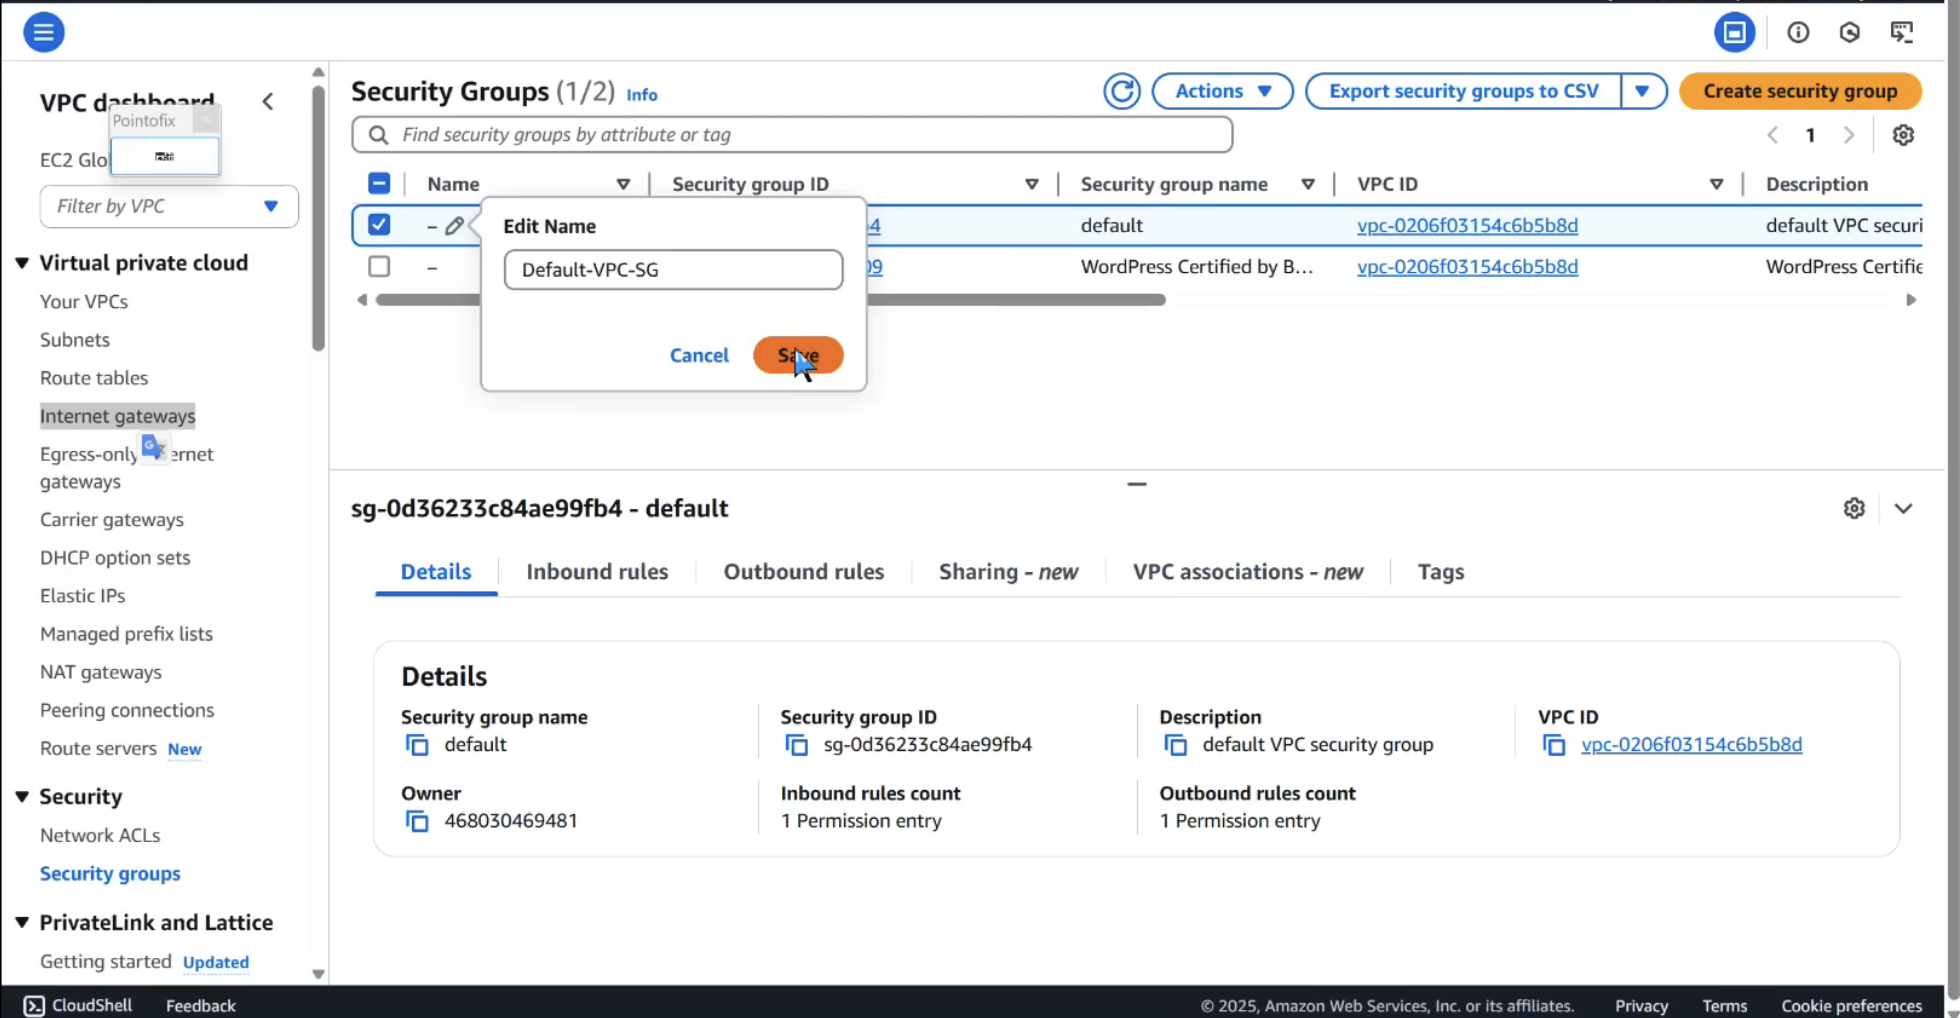 Security Groups (1/2) Info
Actions
Export security groups to CSV
Create security group
Find security groups by attribute or tag
1
VPC dashboard
Pointofix
EC2 Glo
Filter by VPC
Virtual private cloud
Your VPCs
Subnets
Route tables
Internet gateways
Egress-only ernet
gateways
Carrier gateways
DHCP option sets
Elastic IPs
Managed prefix lists
NAT gateways
Peering connections
Route servers New
Security
Network ACLs
Security groups
PrivateLink and Lattice
Getting started Updated
Name Security group ID Security group name VPC ID Description
– 4 default vpc-0206f03154c6b5b8d default VPC securi
– 09 WordPress Certified by B... vpc-0206f03154c6b5b8d WordPress Certifie
Edit Name
Default-VPC-SG
Cancel Save
sg-0d36233c84ae99fb4 - default
Details Inbound rules Outbound rules Sharing - new VPC associations - new Tags
Details
Security group name Security group ID Description VPC ID
default sg-0d36233c84ae99fb4 default VPC security group vpc-0206f03154c6b5b8d
Owner Inbound rules count Outbound rules count
468030469481 1 Permission entry 1 Permission entry
CloudShell Feedback © 2025, Amazon Web Services, Inc. or its affiliates. Privacy Terms Cookie preferences